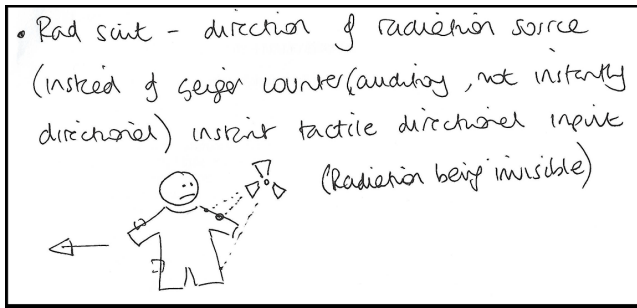 • Rad suit - direction of radiation source
(instead of geiger counter (auditory, not instantly
directional) instant tactile directional input
(Radiation being invisible)